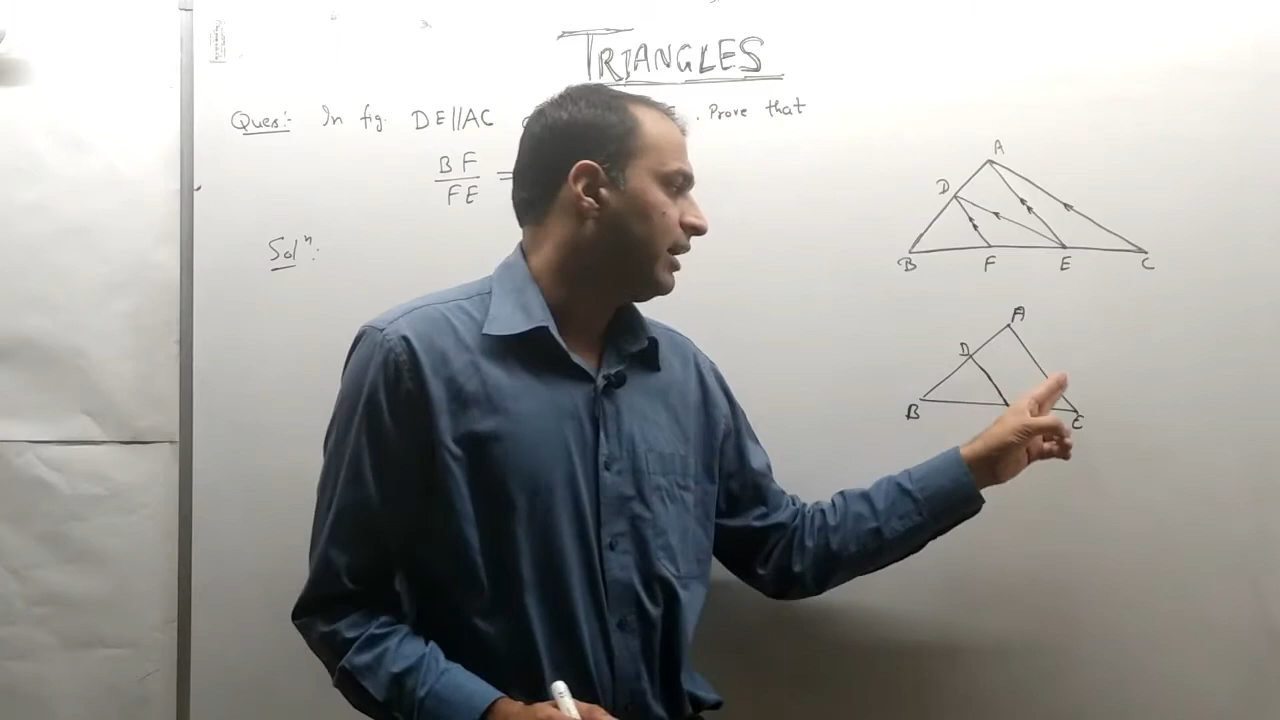 TRIANGLES
Ques:- In fig. DE||AC . Prove that
BF
FE =
Solⁿ:
A
D
B F E C
A
D
B C